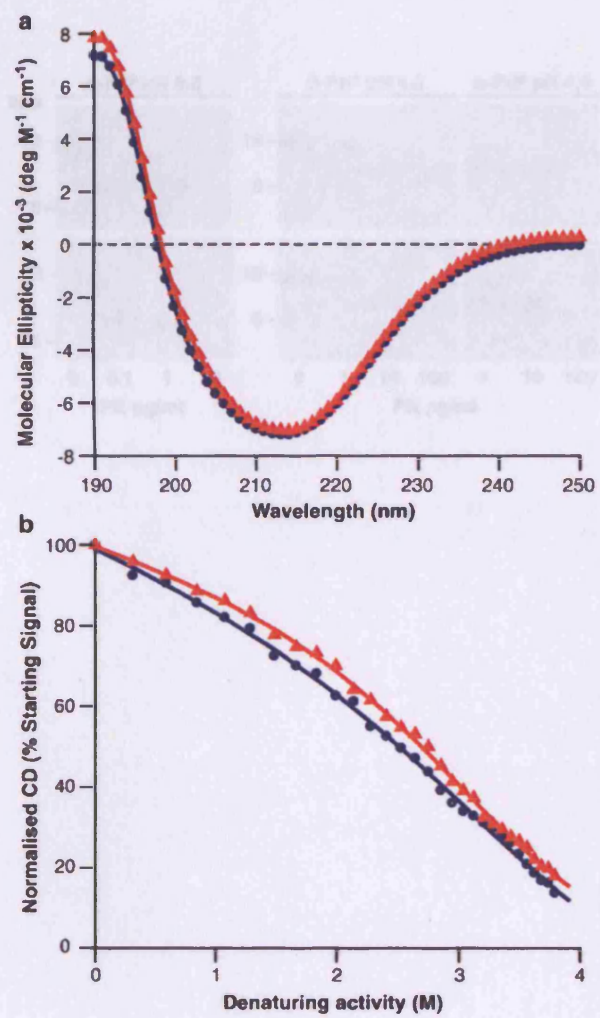 a
Molecular Ellipticity x 10⁻³ (deg M⁻¹ cm⁻¹)
8
6
4
2
0
-2
-4
-6
-8
190 200 210 220 230 240 250
Wavelength (nm)
b
Normalised CD (% Starting Signal)
100
80
60
40
20
0
0 1 2 3 4
Denaturing activity (M)